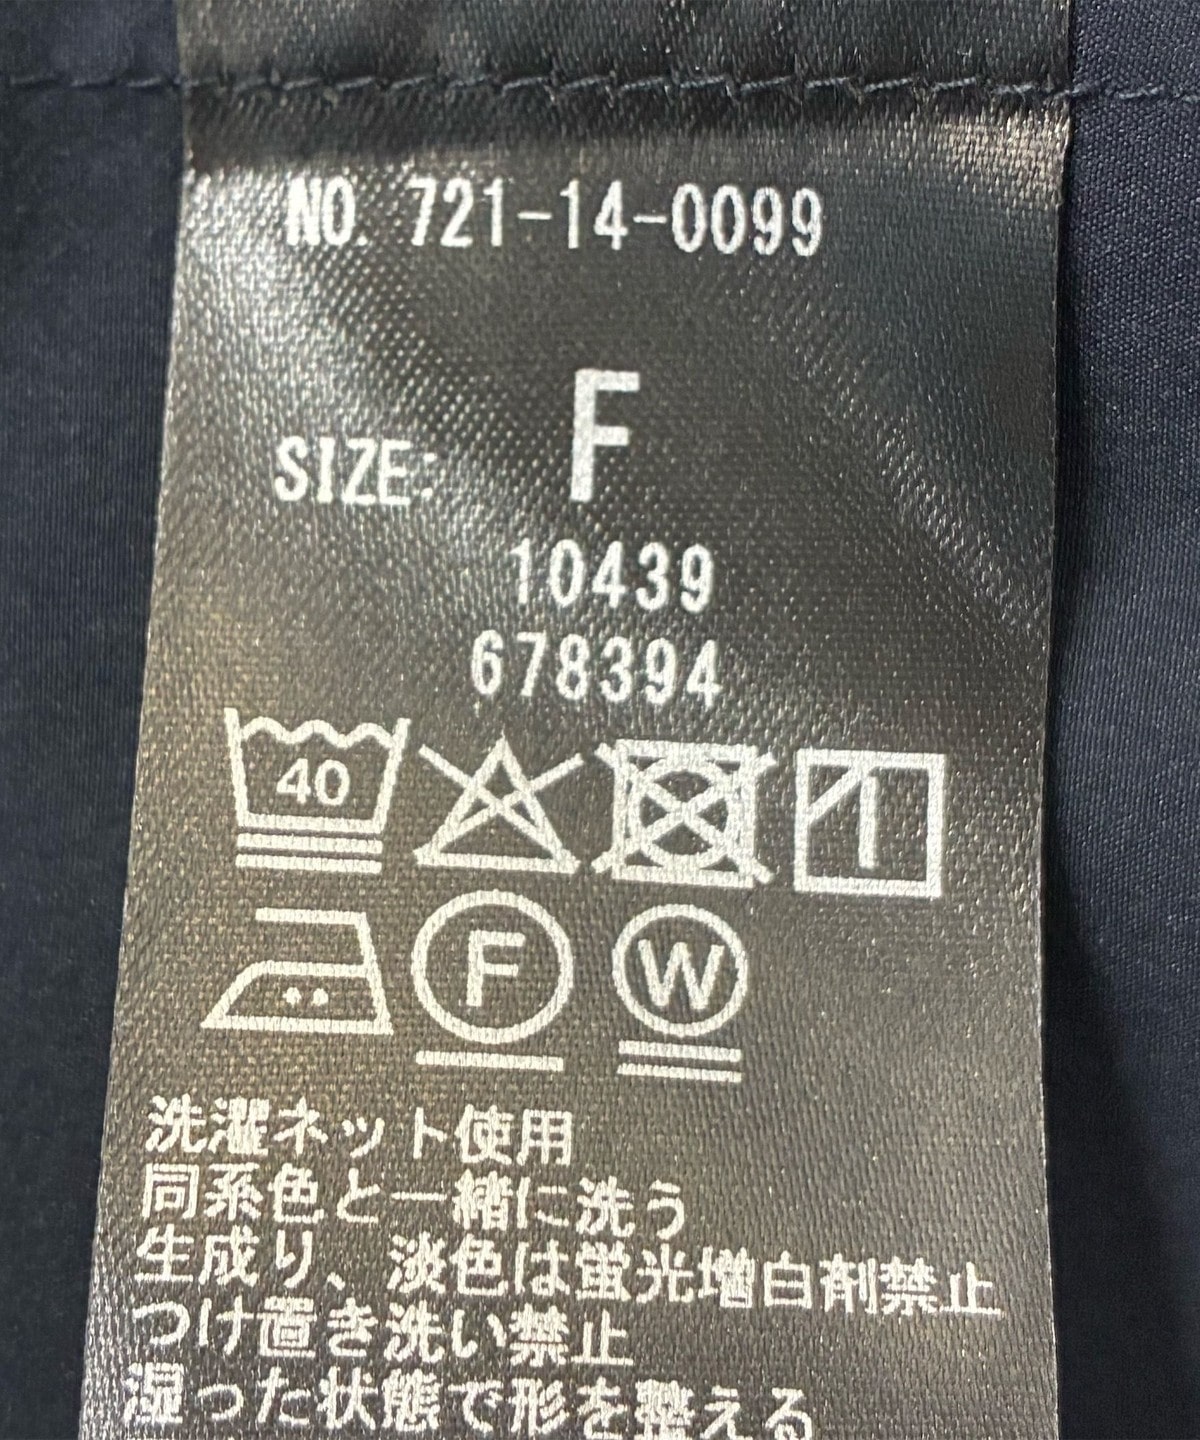 NO. 721-14-0099
SIZE: F
10439
678394
40
F W
洗濯ネット使用
同系色と一緒に洗う
生成り、淡色は蛍光増白剤禁止
つけ置き洗い禁止
湿った状態で形を整える